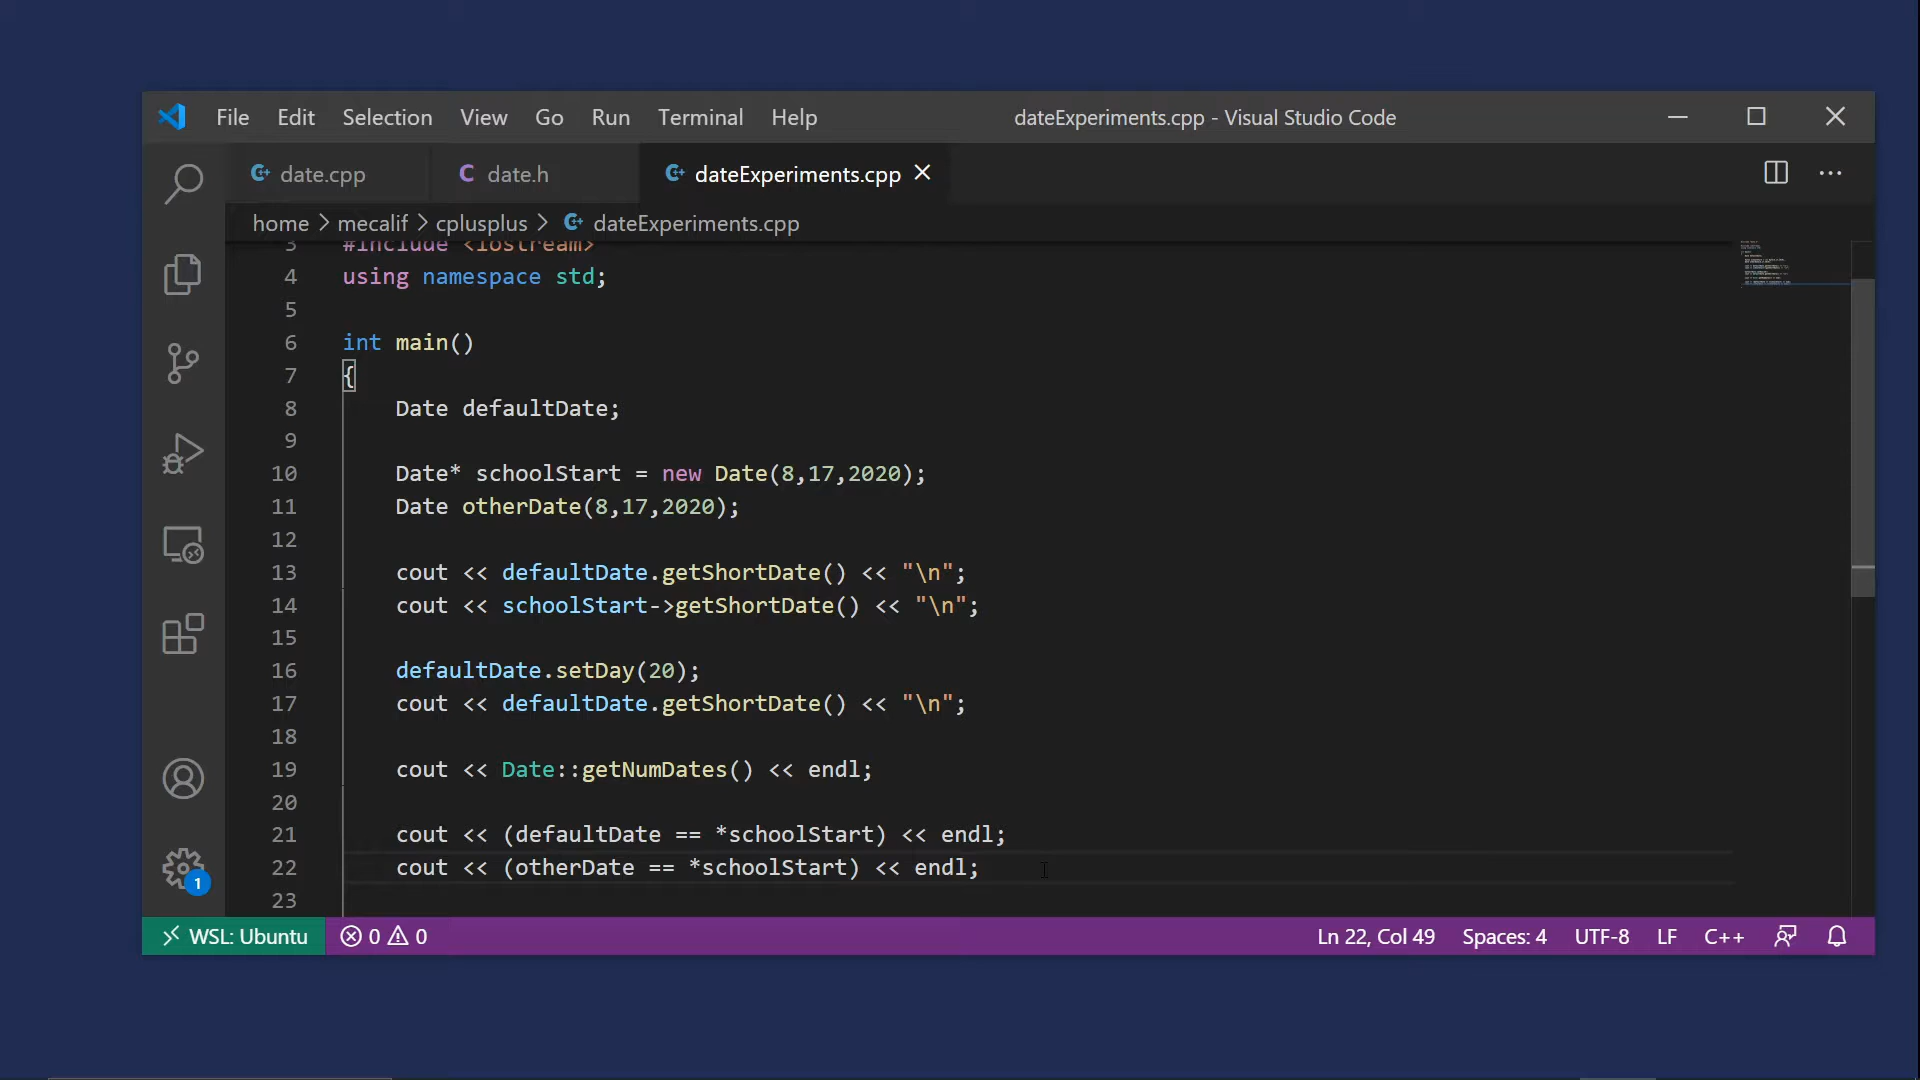 File Edit Selection View Go Run Terminal Help dateExperiments.cpp - Visual Studio Code
date.cpp date.h dateExperiments.cpp
home > mecalif > cplusplus > dateExperiments.cpp
3 #include <iostream>
4 using namespace std;
5
6 int main()
7 {
8 Date defaultDate;
9
10 Date* schoolStart = new Date(8,17,2020);
11 Date otherDate(8,17,2020);
12
13 cout << defaultDate.getShortDate() << "\n";
14 cout << schoolStart->getShortDate() << "\n";
15
16 defaultDate.setDay(20);
17 cout << defaultDate.getShortDate() << "\n";
18
19 cout << Date::getNumDates() << endl;
20
21 cout << (defaultDate == *schoolStart) << endl;
22 cout << (otherDate == *schoolStart) << endl;
23
1
WSL: Ubuntu 0 0 Ln 22, Col 49 Spaces: 4 UTF-8 LF C++